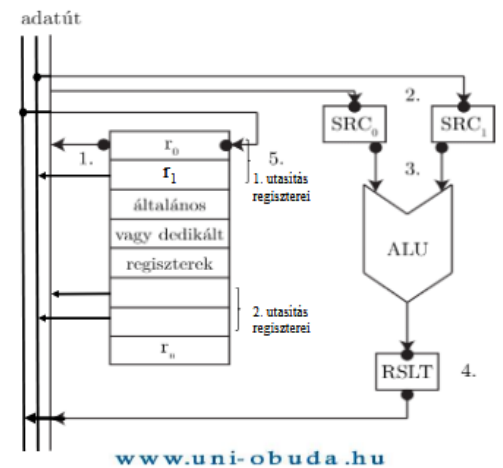 adatút
2.
SRC₀
SRC₁
1.
r₀
5.
3.
r₁
1. utasítás
regiszterei
általános
vagy dedikált
ALU
regiszterek
2. utasítás
regiszterei
rₙ
RSLT
4.
www.uni-obuda.hu